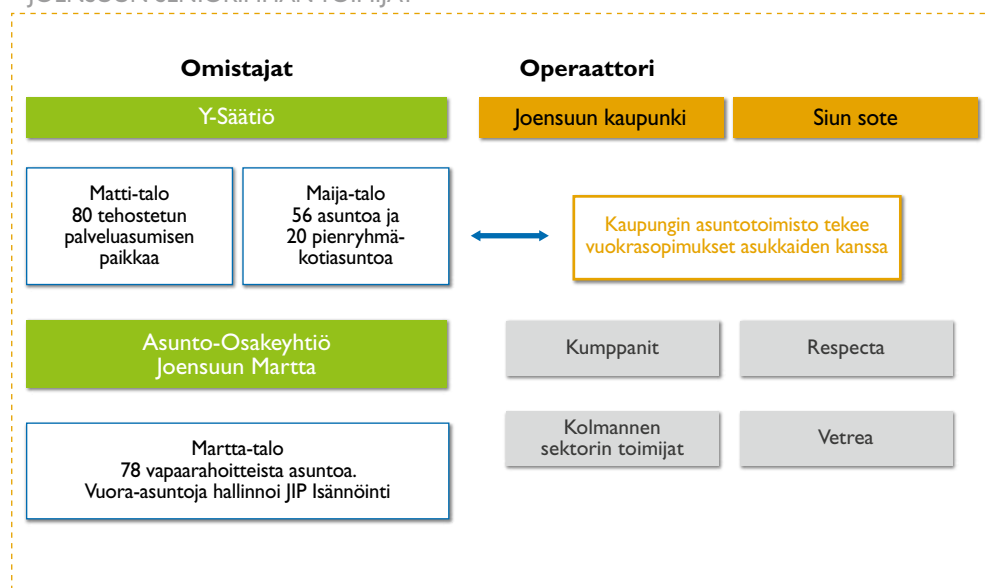 Omistajat
Operaattori
Y-Säätiö
Joensuun kaupunki
Siun sote
Matti-talo
80 tehostetun
palveluasumisen
paikkaa
Maija-talo
56 asuntoa ja
20 pienryhmä-
kotiasuntoa
Kaupungin asuntotoimisto tekee
vuokrasopimukset asukkaiden kanssa
Asunto-Osakeyhtiö
Joensuun Martta
Kumppanit
Respecta
Martta-talo
78 vapaarahoitteista asuntoa.
Vuora-asuntoja hallinnoi JIP Isännöinti
Kolmannen
sektorin toimijat
Vetrea